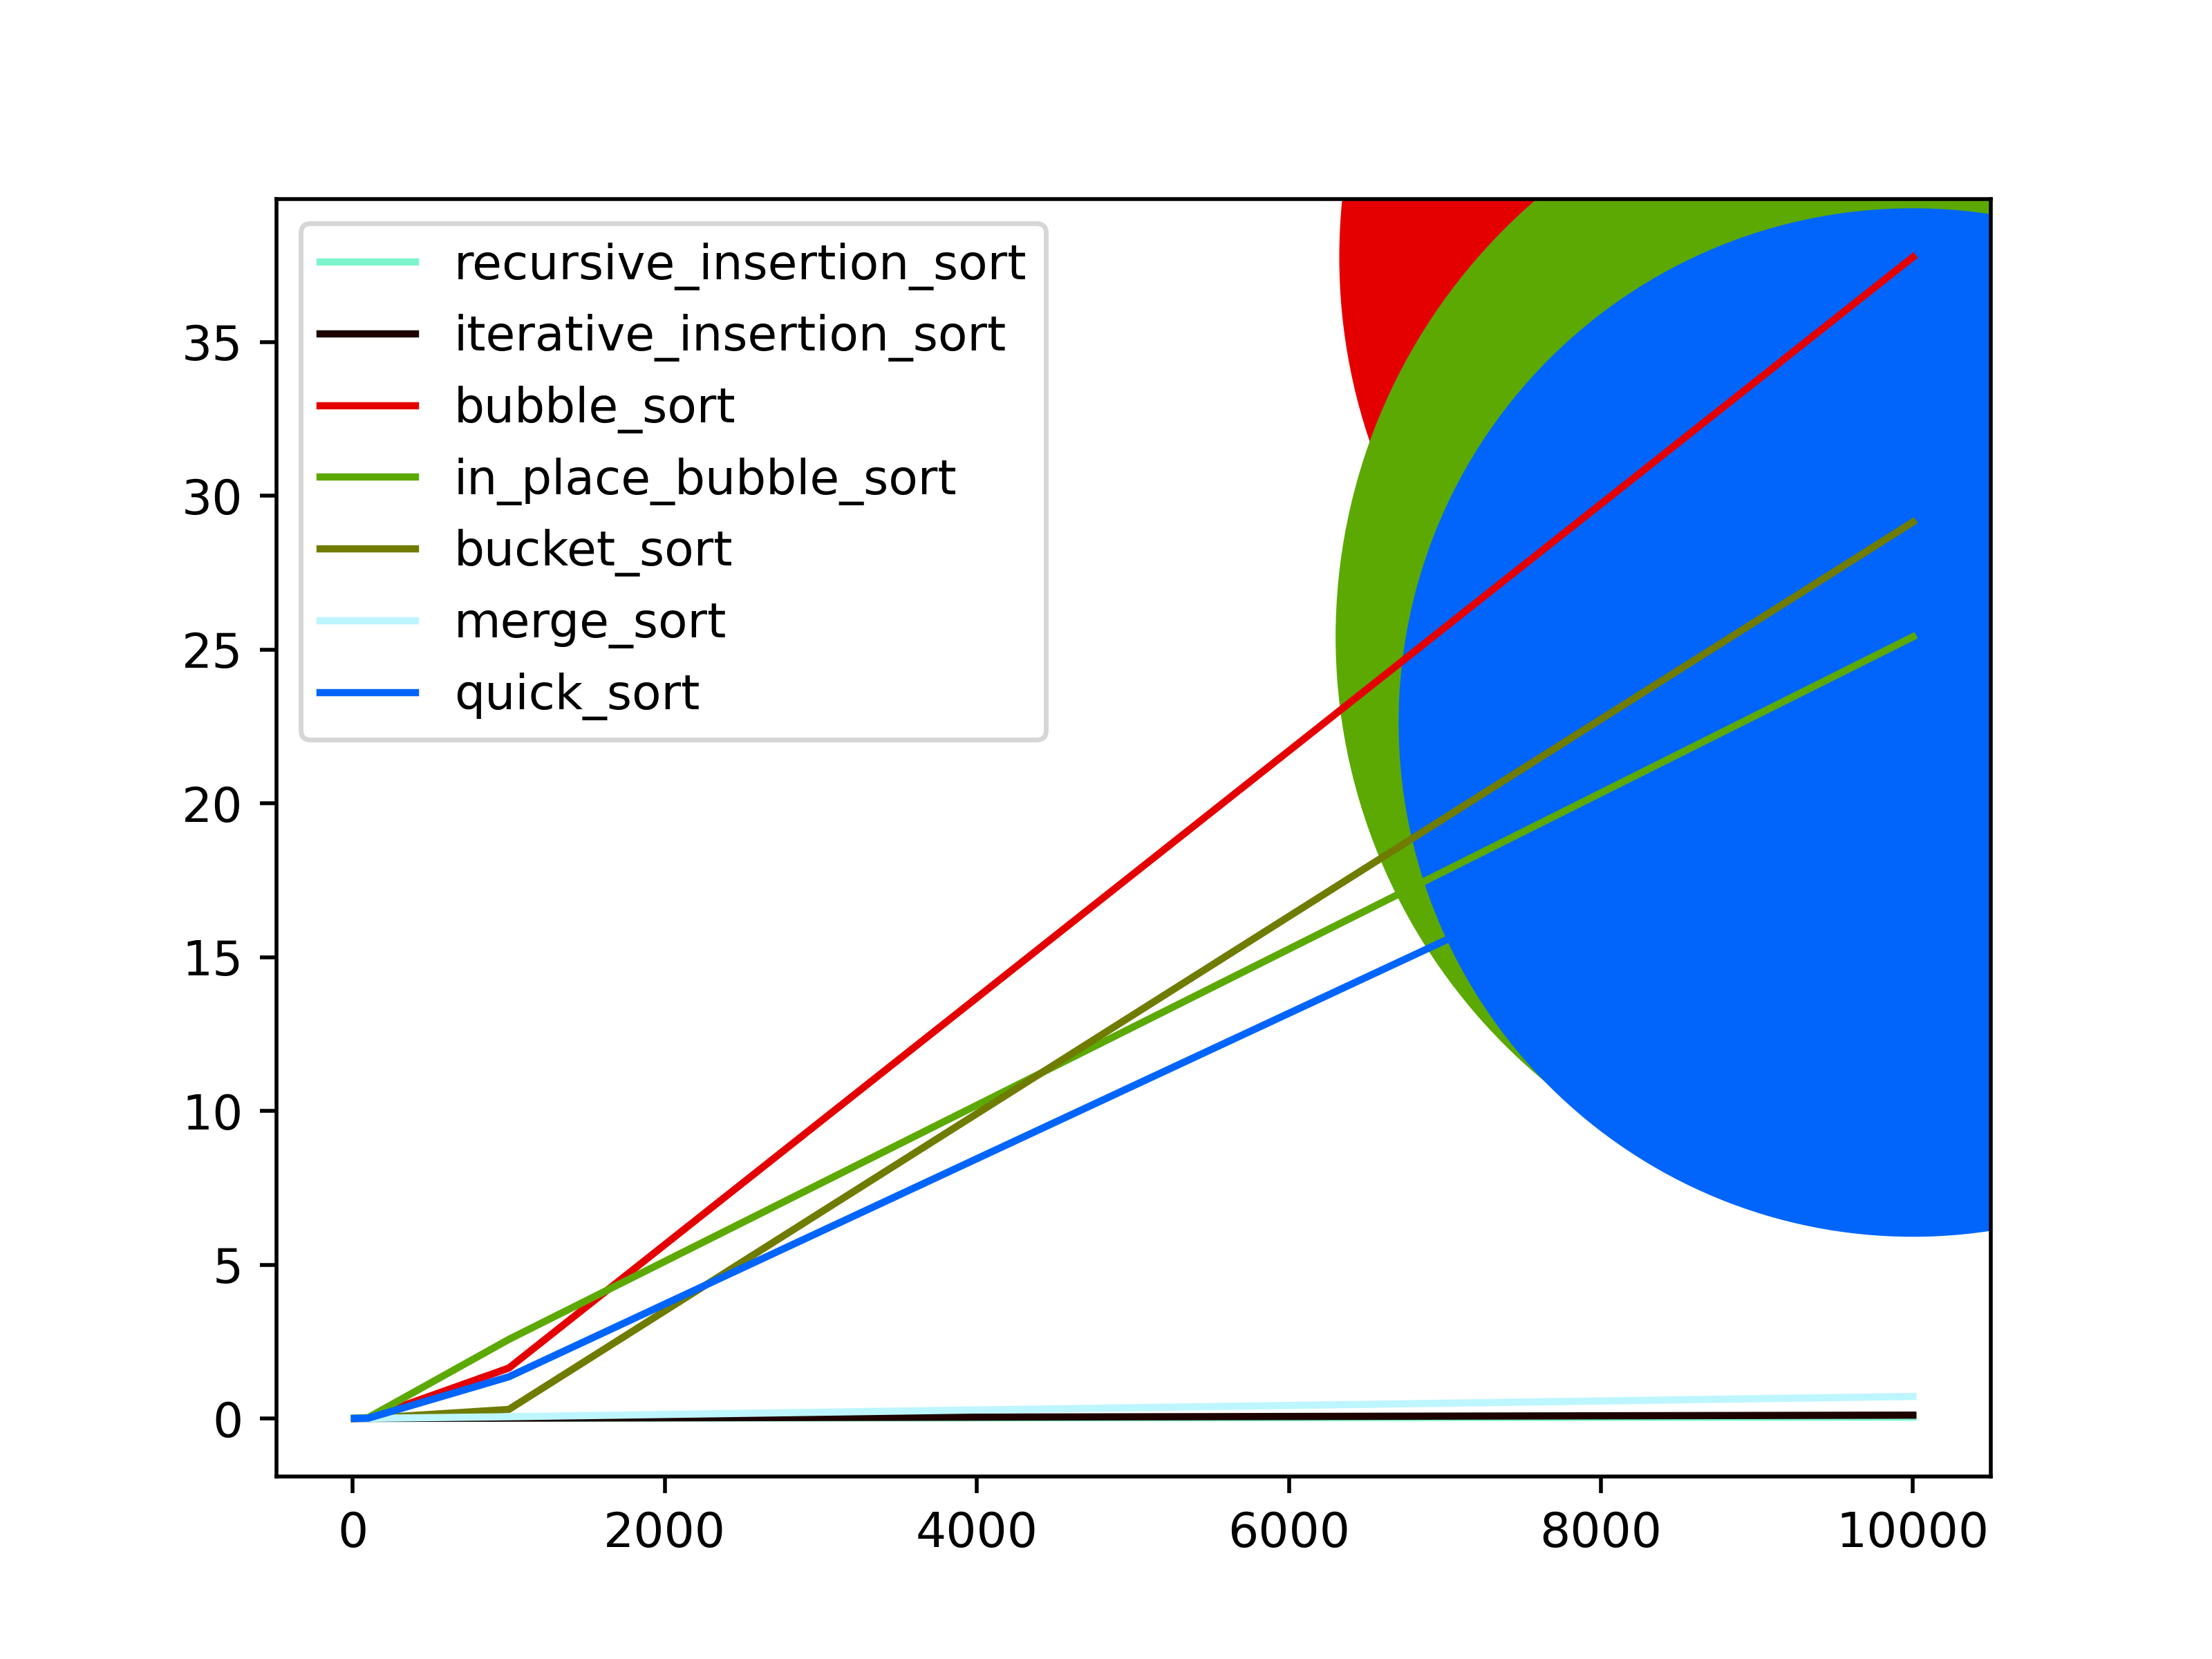 recursive_insertion_sort
iterative_insertion_sort
bubble_sort
in_place_bubble_sort
bucket_sort
merge_sort
quick_sort
35
30
25
20
15
10
5
0
0 2000 4000 6000 8000 10000